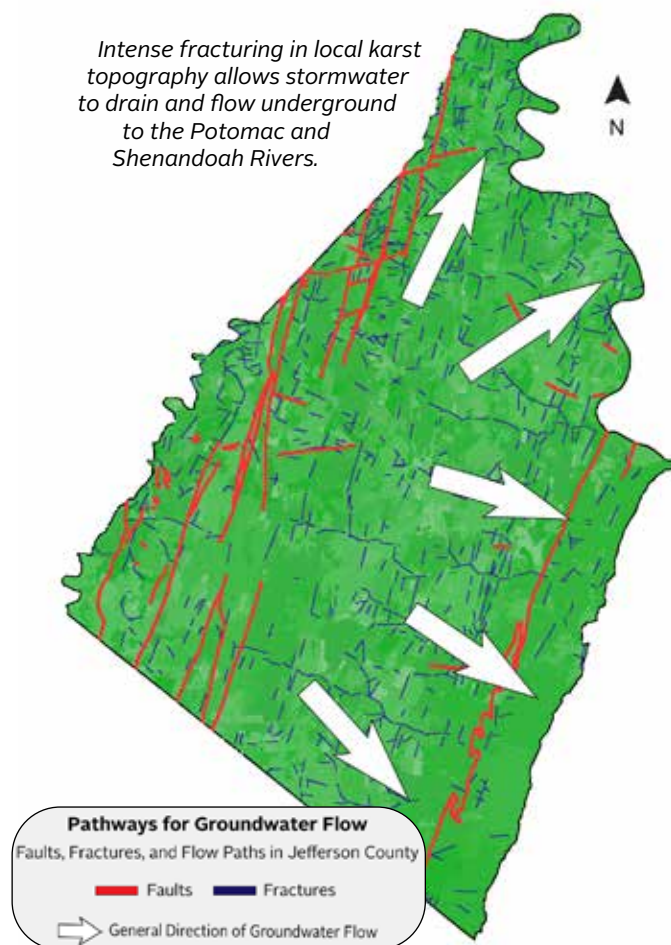 Intense fracturing in local karst
topography allows stormwater
to drain and flow underground
to the Potomac and
Shenandoah Rivers.
N
Pathways for Groundwater Flow
Faults, Fractures, and Flow Paths in Jefferson County
Faults Fractures
General Direction of Groundwater Flow